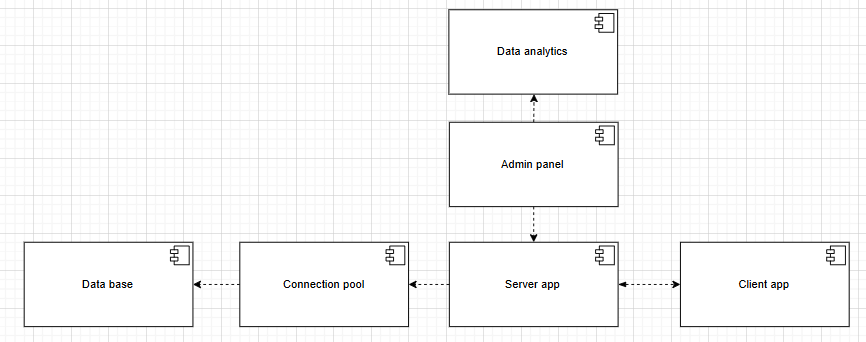 Data analytics
Admin panel
Data base
Connection pool
Server app
Client app